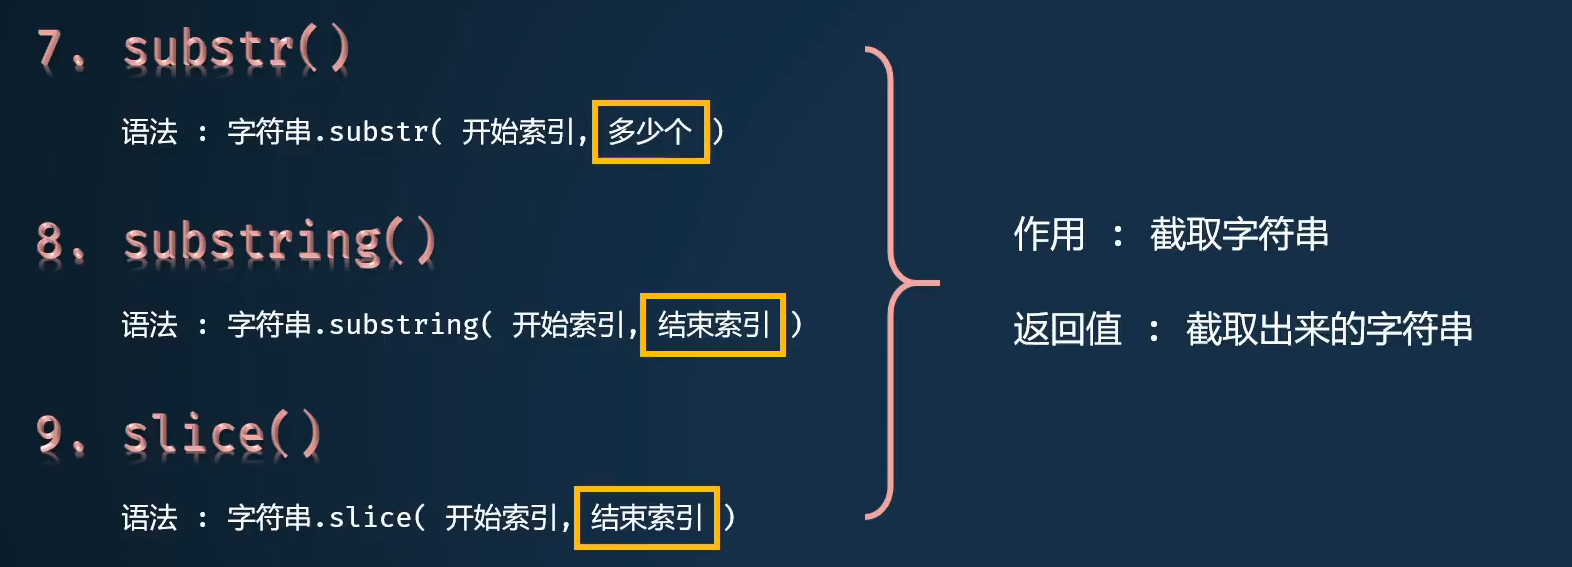 7. substr()
语法 : 字符串.substr( 开始索引, 多少个 )
8. substring()
语法 : 字符串.substring( 开始索引, 结束索引 )
9. slice()
语法 : 字符串.slice( 开始索引, 结束索引 )
作用 : 截取字符串
返回值 : 截取出来的字符串